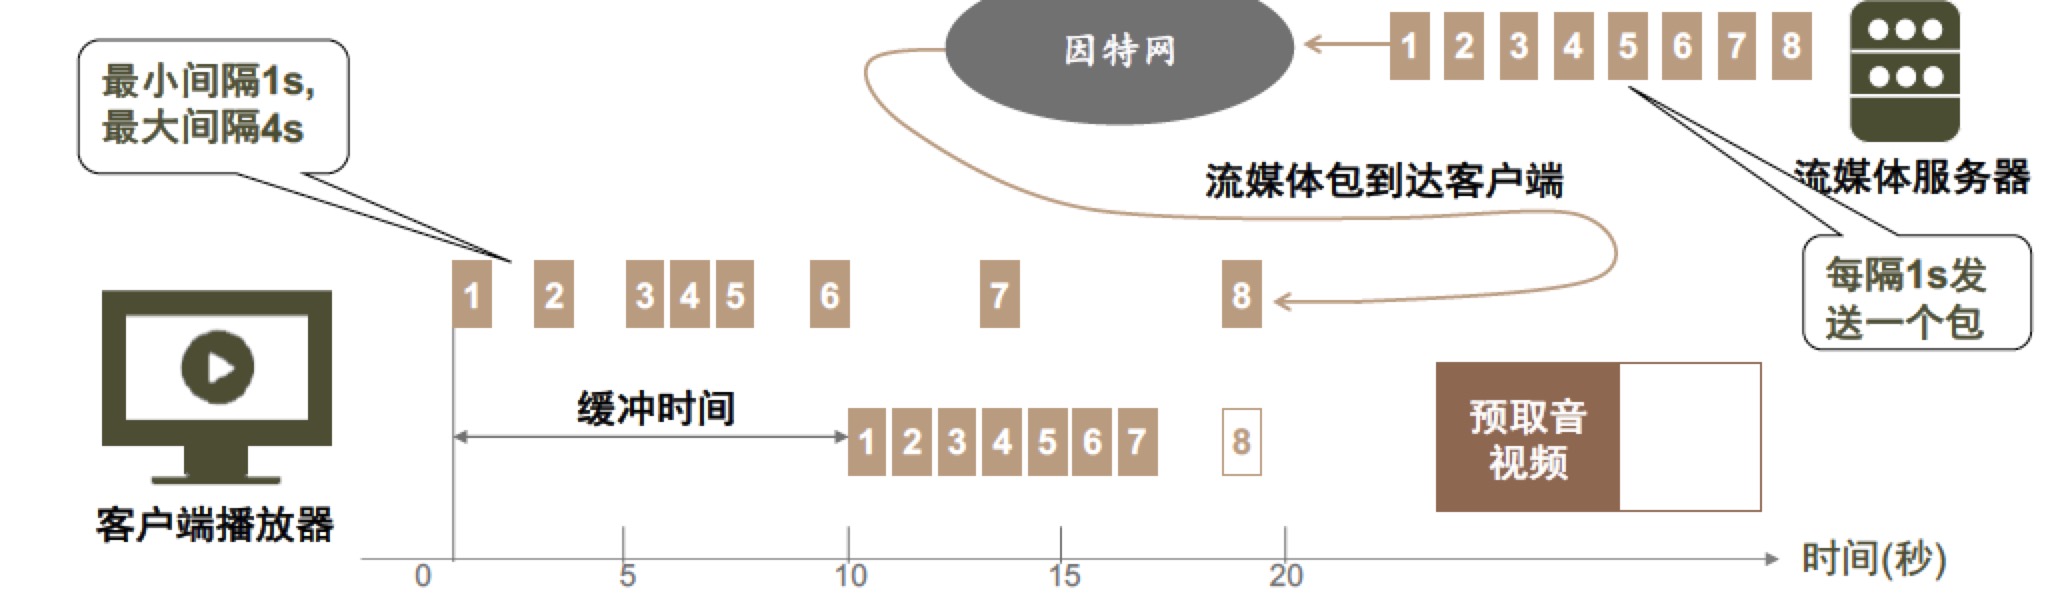 因特网
1 2 3 4 5 6 7 8
最小间隔1s,
最大间隔4s
流媒体包到达客户端
流媒体服务器
每隔1s发
送一个包
1 2 3 4 5 6 7 8
缓冲时间
1 2 3 4 5 6 7 8
预取音
视频
客户端播放器
0 5 10 15 20
时间(秒)